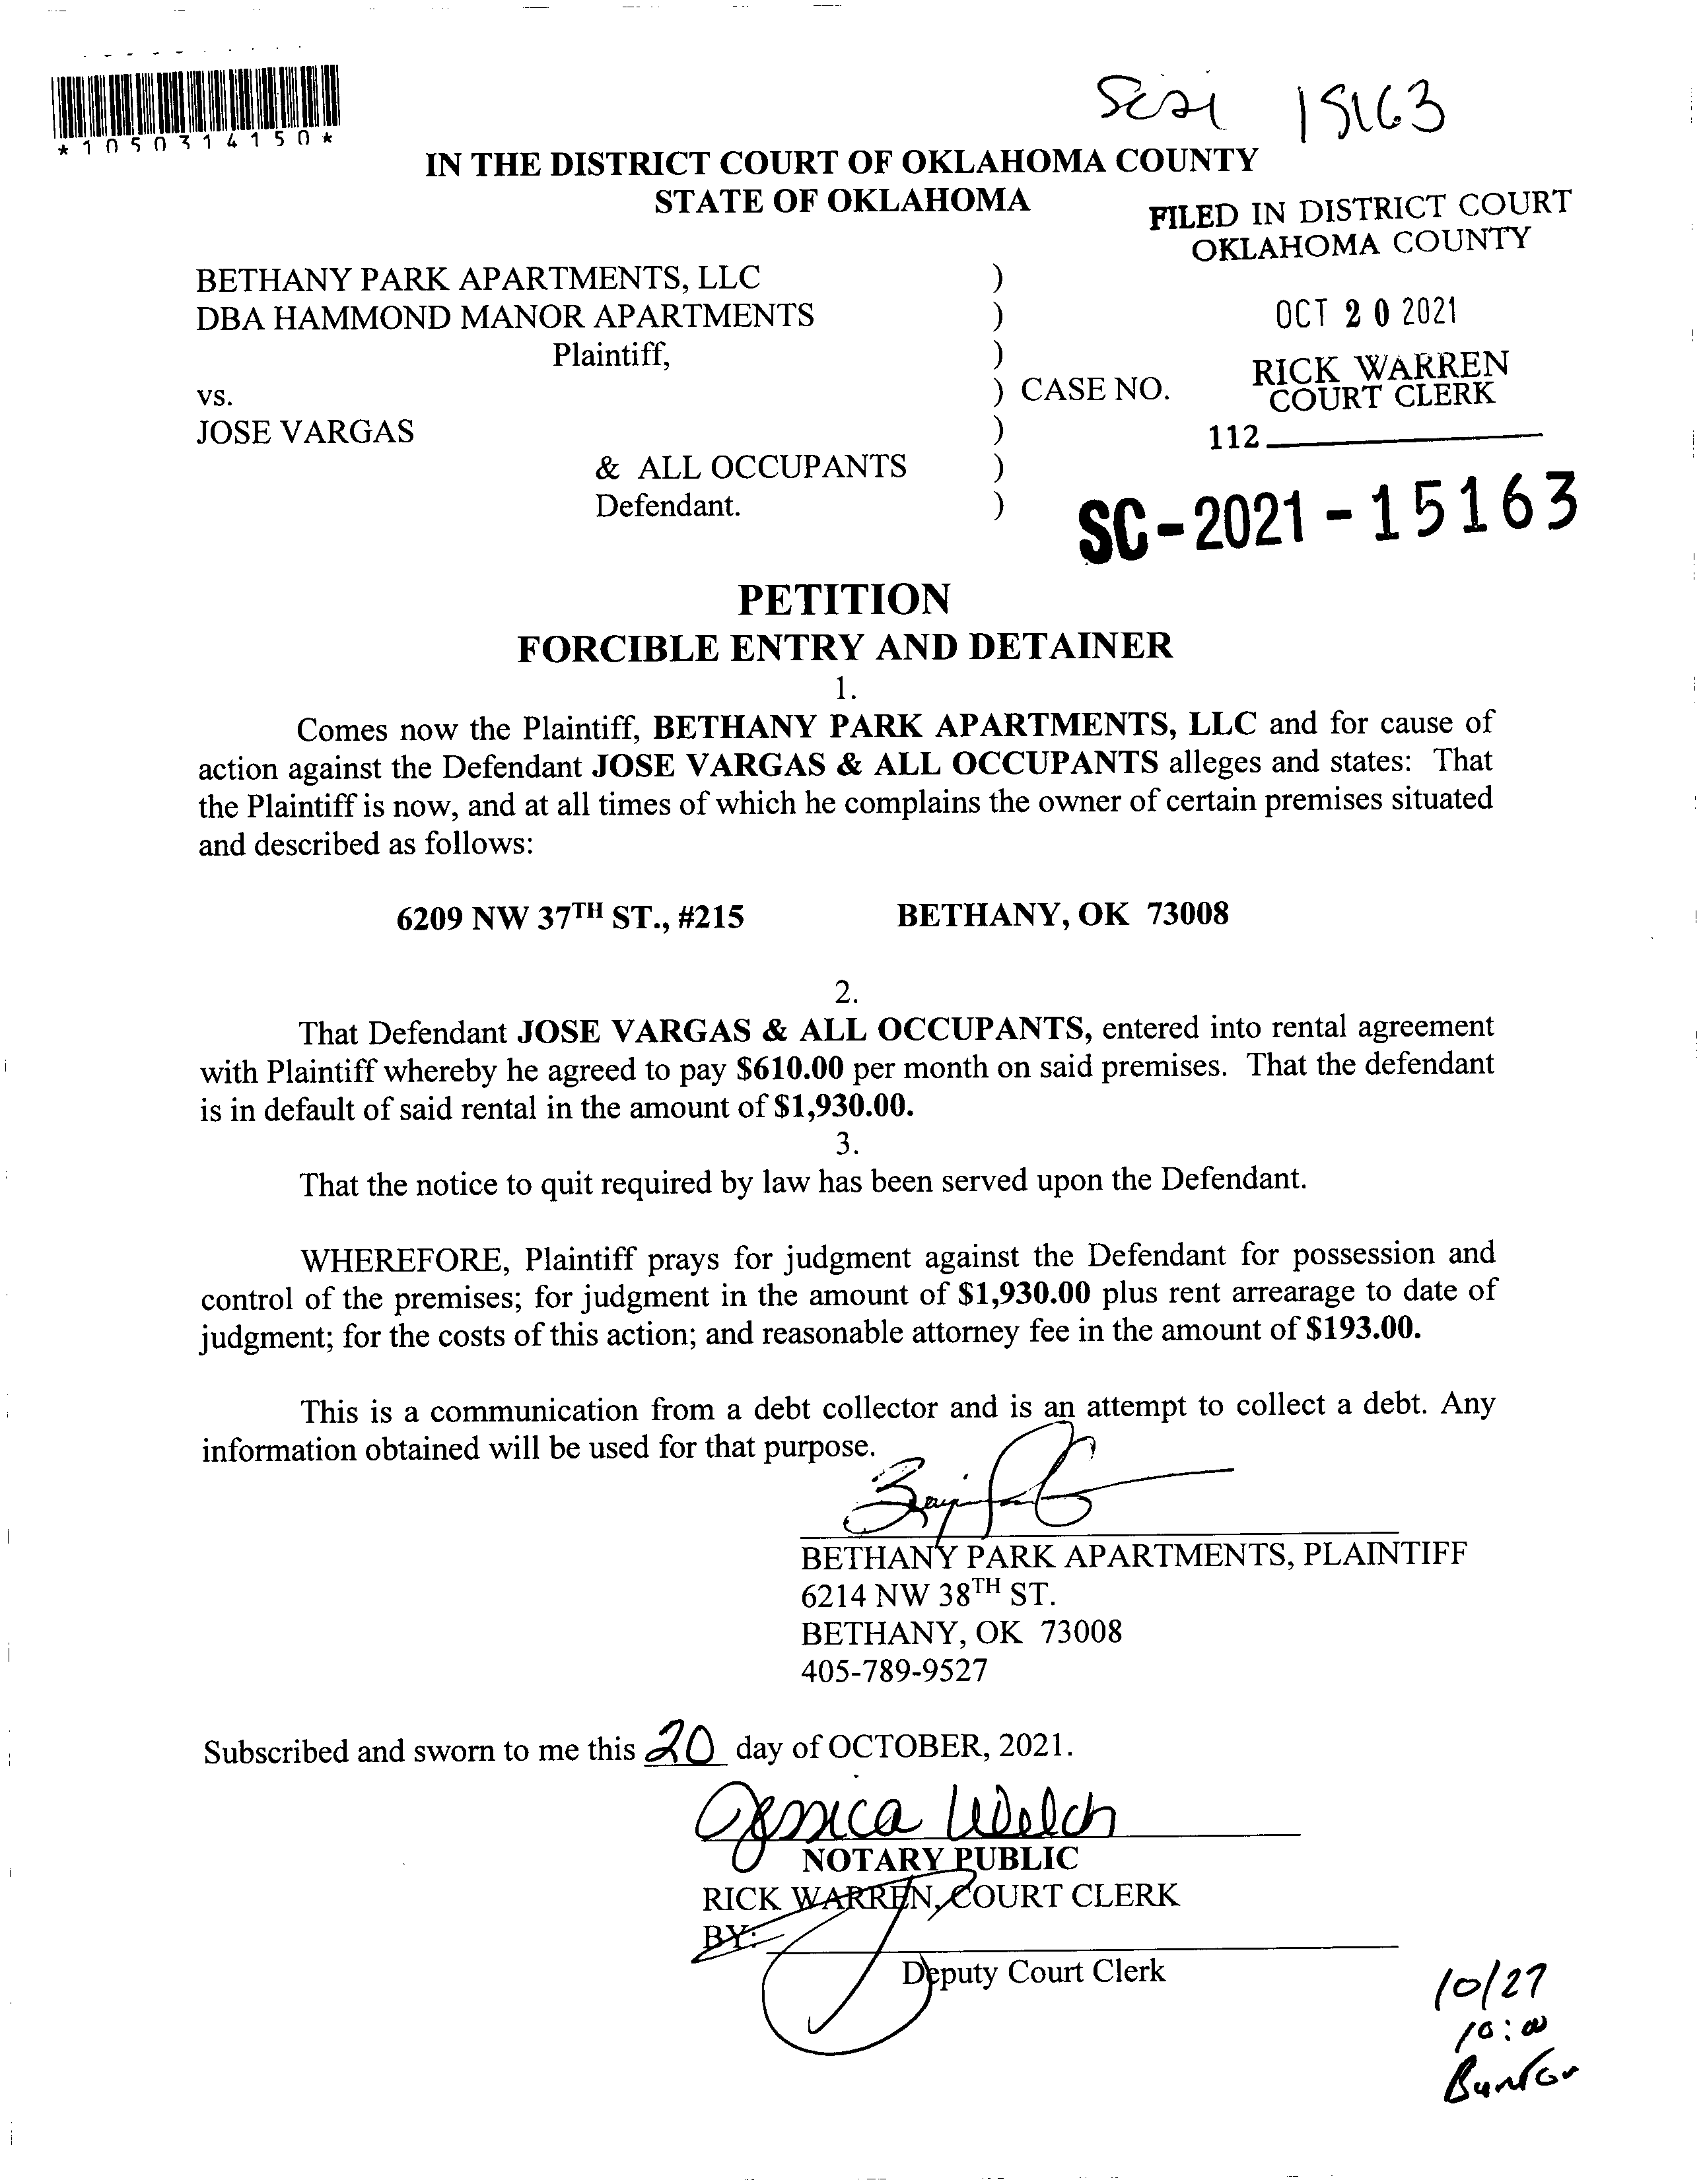 *1050314150*
SC21 15163
IN THE DISTRICT COURT OF OKLAHOMA COUNTY
STATE OF OKLAHOMA
FILED IN DISTRICT COURT
OKLAHOMA COUNTY
OCT 20 2021
RICK WARREN
COURT CLERK
112
BETHANY PARK APARTMENTS, LLC )
DBA HAMMOND MANOR APARTMENTS )
Plaintiff, )
vs. ) CASE NO.
JOSE VARGAS )
& ALL OCCUPANTS )
Defendant. )
SC-2021-15163
PETITION
FORCIBLE ENTRY AND DETAINER
1.
Comes now the Plaintiff, BETHANY PARK APARTMENTS, LLC and for cause of
action against the Defendant JOSE VARGAS & ALL OCCUPANTS alleges and states: That
the Plaintiff is now, and at all times of which he complains the owner of certain premises situated
and described as follows:
6209 NW 37TH ST., #215 BETHANY, OK 73008
2.
That Defendant JOSE VARGAS & ALL OCCUPANTS, entered into rental agreement
with Plaintiff whereby he agreed to pay $610.00 per month on said premises. That the defendant
is in default of said rental in the amount of $1,930.00.
3.
That the notice to quit required by law has been served upon the Defendant.
WHEREFORE, Plaintiff prays for judgment against the Defendant for possession and
control of the premises; for judgment in the amount of $1,930.00 plus rent arrearage to date of
judgment; for the costs of this action; and reasonable attorney fee in the amount of $193.00.
This is a communication from a debt collector and is an attempt to collect a debt. Any
information obtained will be used for that purpose.
BETHANY PARK APARTMENTS, PLAINTIFF
6214 NW 38TH ST.
BETHANY, OK 73008
405-789-9527
Subscribed and sworn to me this 20 day of OCTOBER, 2021.
Jessica Welch
NOTARY PUBLIC
RICK WARREN, COURT CLERK
BY:
Deputy Court Clerk
10/27
10:00